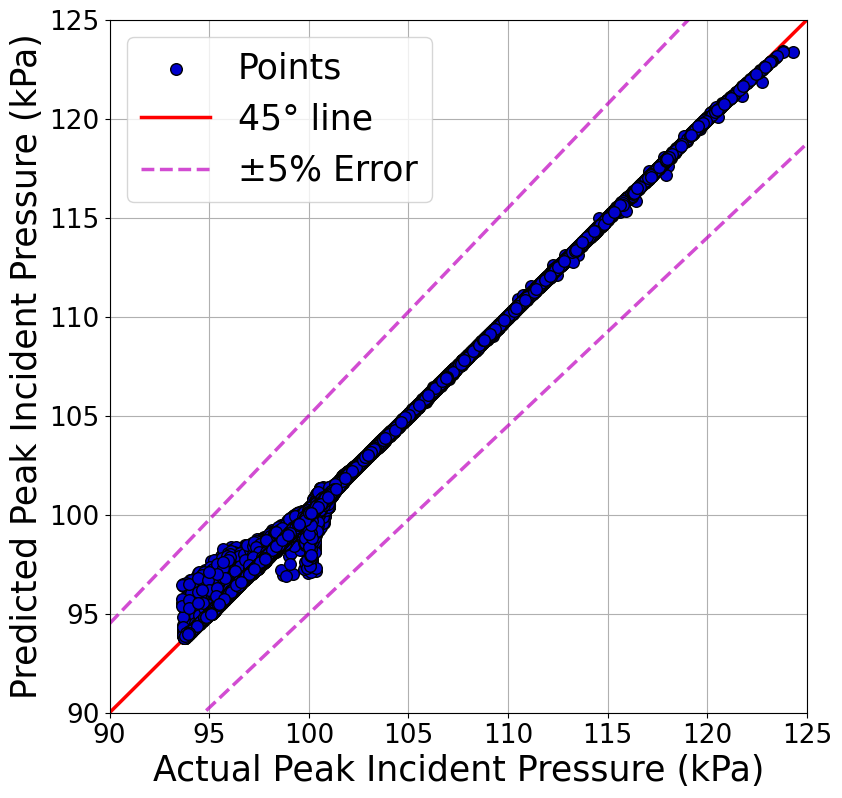 Points
45° line
±5% Error
Predicted Peak Incident Pressure (kPa)
125
120
115
110
105
100
95
90
90 95 100 105 110 115 120 125
Actual Peak Incident Pressure (kPa)